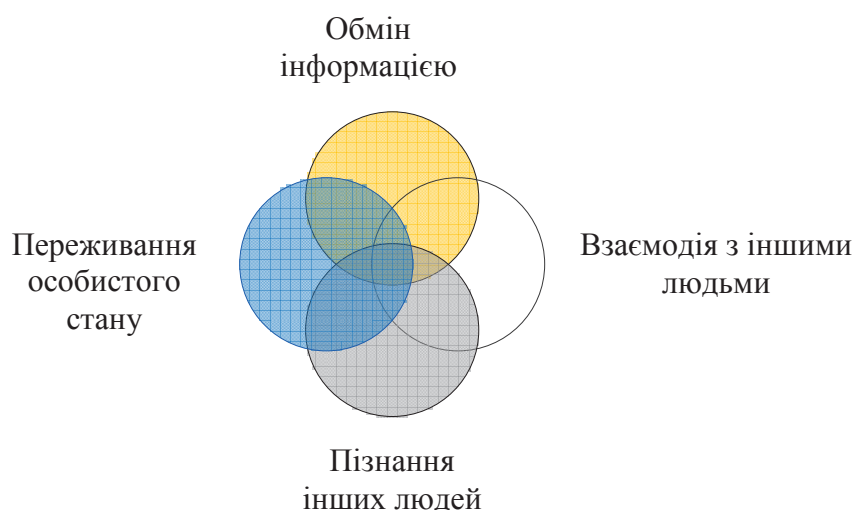 Обмін
інформацією
Переживання
особистого
стану
Взаємодія з іншими
людьми
Пізнання
інших людей